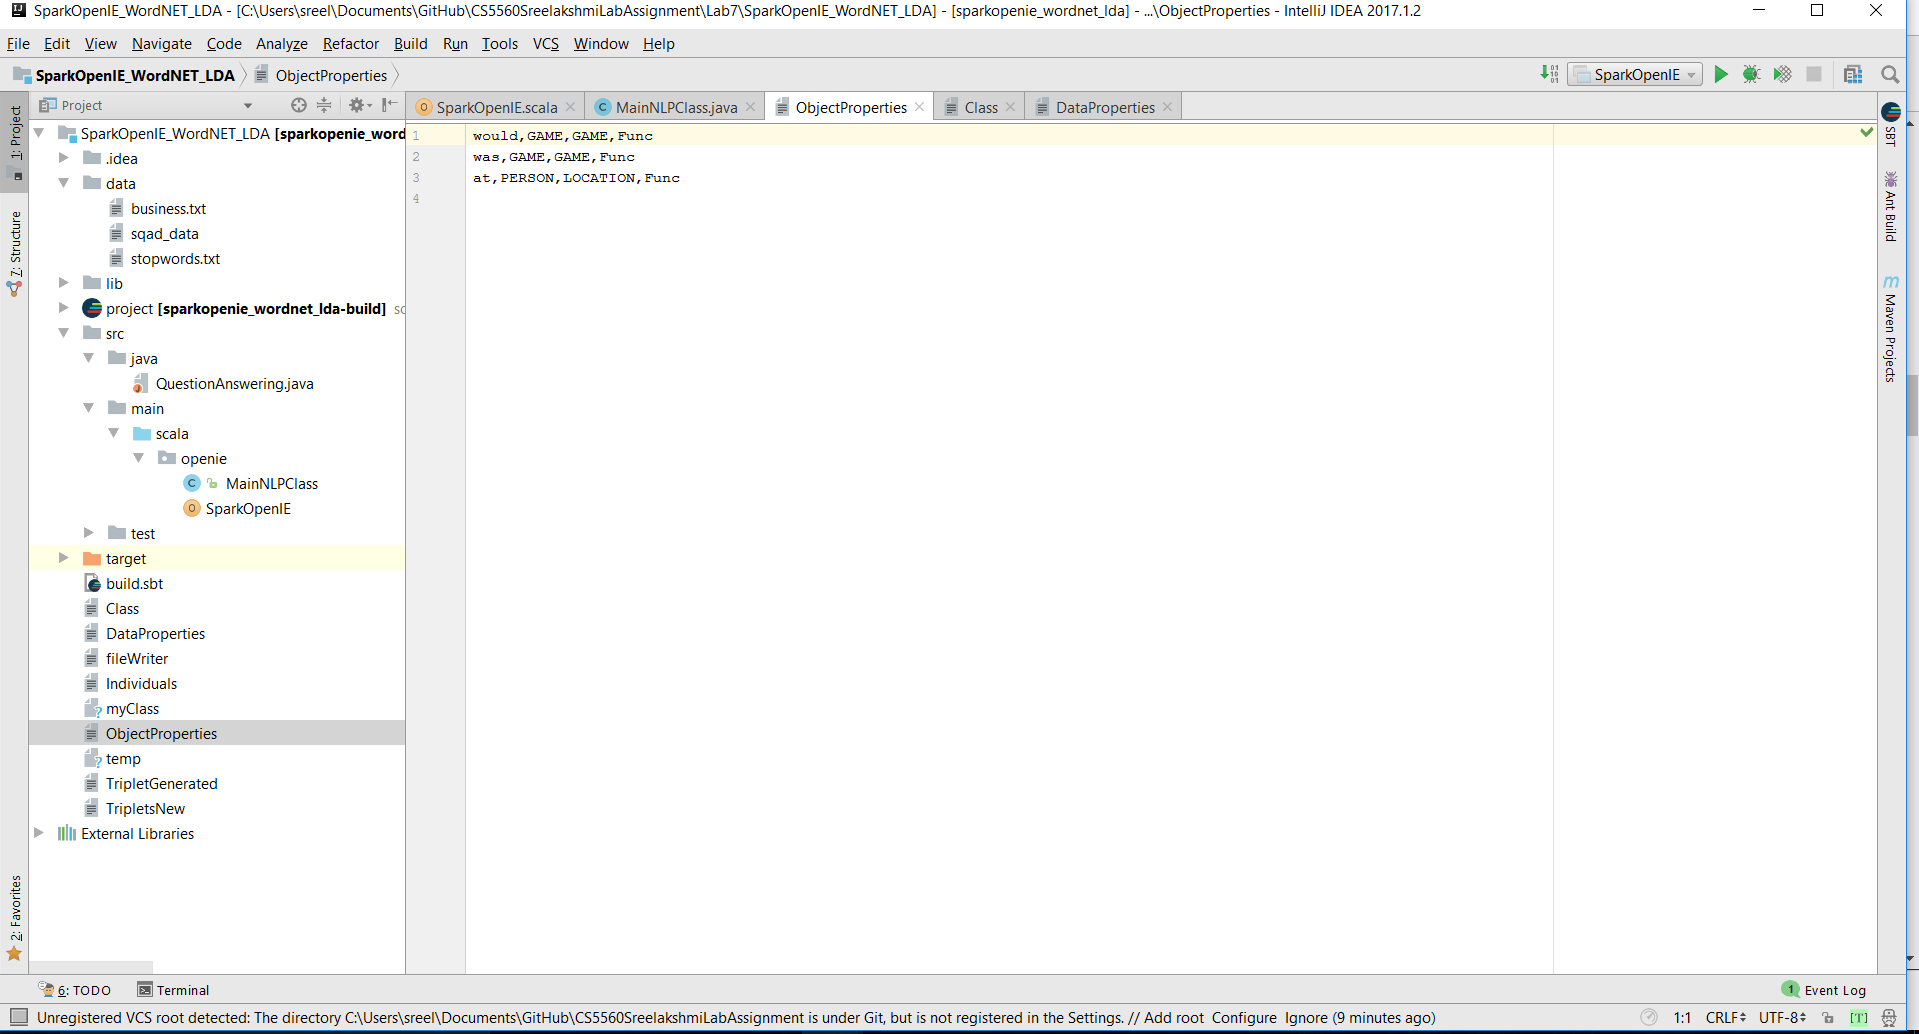 SparkOpenIE_WordNET_LDA - [C:\Users\sreel\Documents\GitHub\CS5560SreelakshmiLabAssignment\Lab7\SparkOpenIE_WordNET_LDA] - [sparkopenie_wordnet_lda] - ...\ObjectProperties - IntelliJ IDEA 2017.1.2
File Edit View Navigate Code Analyze Refactor Build Run Tools VCS Window Help
SparkOpenIE_WordNET_LDA ObjectProperties SparkOpenIE
Project SparkOpenIE.scala MainNLPClass.java ObjectProperties Class DataProperties
1: Project
7: Structure
2: Favorites
SparkOpenIE_WordNET_LDA [sparkopenie_word
.idea
data
business.txt
sqad_data
stopwords.txt
lib
project [sparkopenie_wordnet_lda-build] sc
src
java
QuestionAnswering.java
main
scala
openie
MainNLPClass
SparkOpenIE
test
target
build.sbt
Class
DataProperties
fileWriter
Individuals
myClass
ObjectProperties
temp
TripletGenerated
TripletsNew
External Libraries
1 would,GAME,GAME,Func
2 was,GAME,GAME,Func
3 at,PERSON,LOCATION,Func
4
SBT
Ant Build
Maven Projects
6: TODO Terminal 1 Event Log
Unregistered VCS root detected: The directory C:\Users\sreel\Documents\GitHub\CS5560SreelakshmiLabAssignment is under Git, but is not registered in the Settings. // Add root Configure Ignore (9 minutes ago) 1:1 CRLF UTF-8 [T]